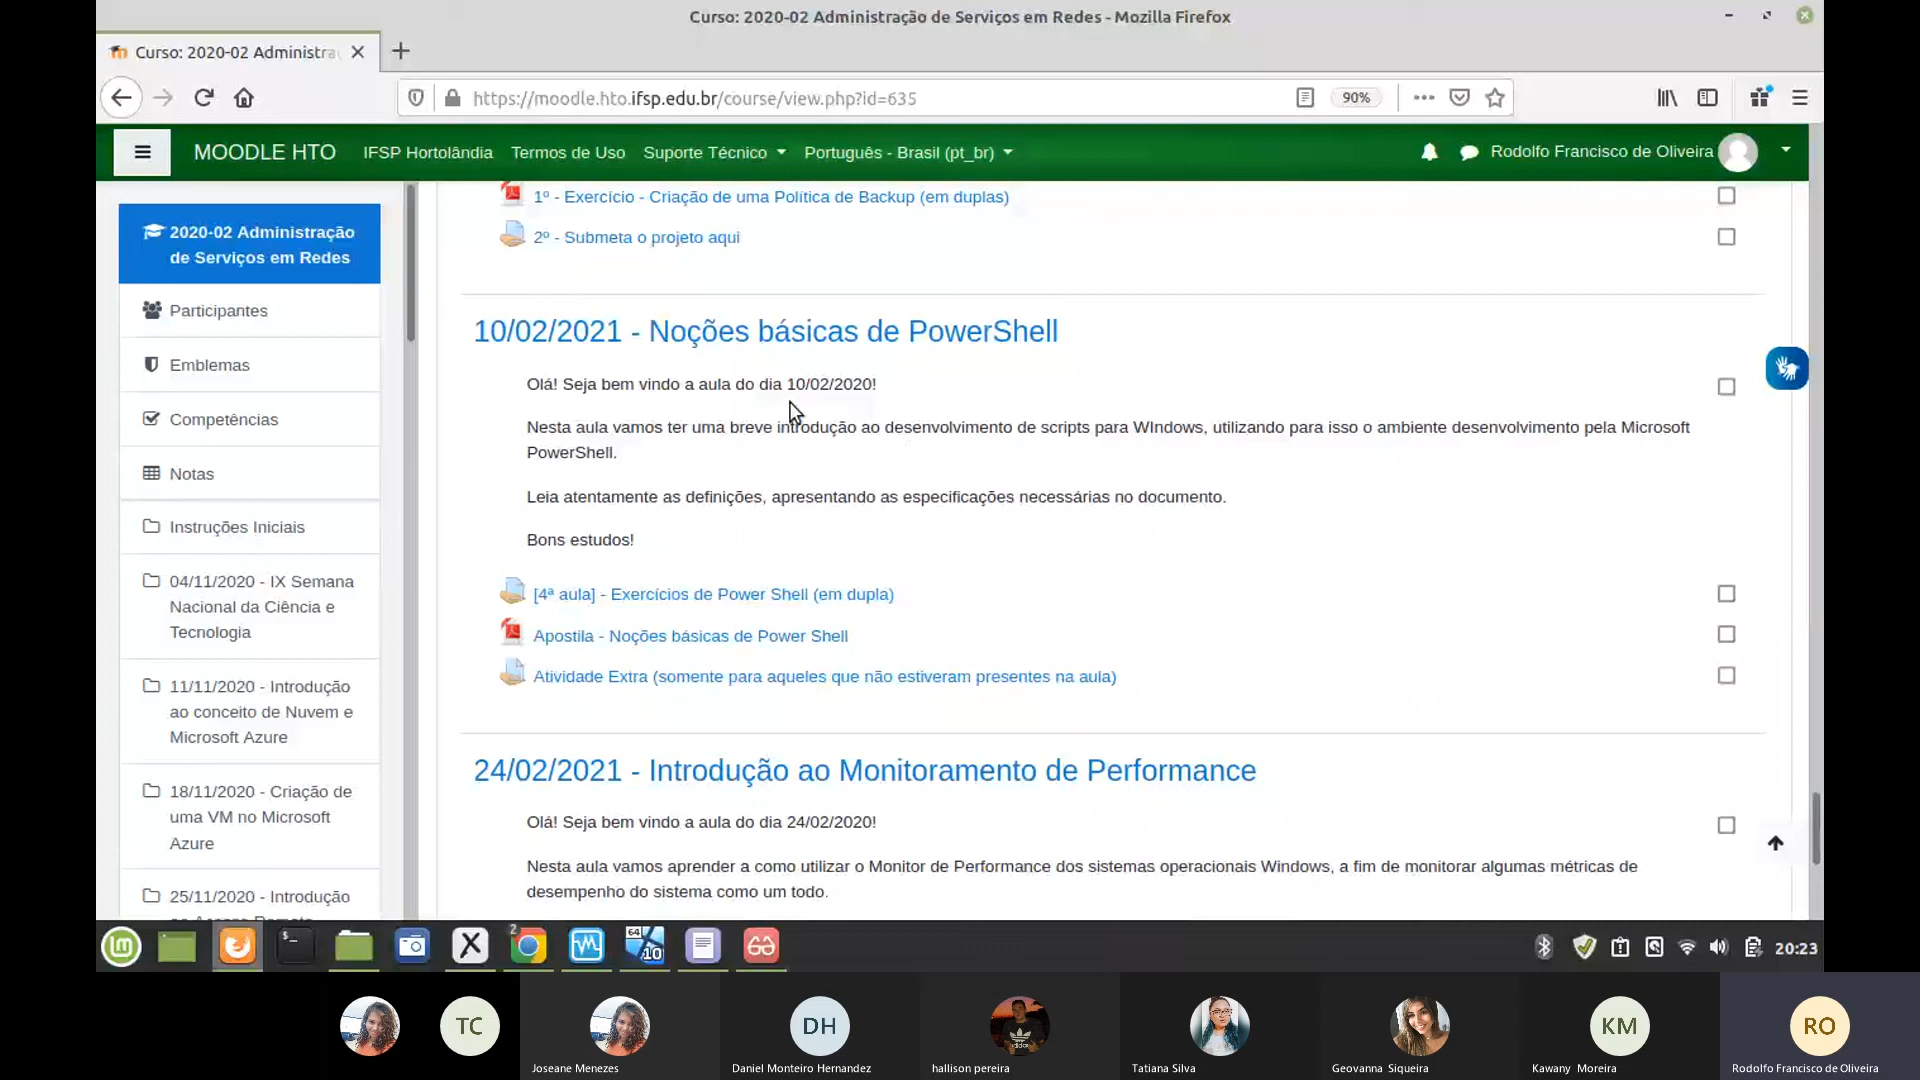 Curso: 2020-02 Administração de Serviços em Redes - Mozilla Firefox
Curso: 2020-02 Administra
https://moodle.hto.ifsp.edu.br/course/view.php?id=635
90%
MOODLE HTO
IFSP Hortolândia
Termos de Uso
Suporte Técnico
Português - Brasil (pt_br)
Rodolfo Francisco de Oliveira
2020-02 Administração
de Serviços em Redes
Participantes
Emblemas
Competências
Notas
Instruções Iniciais
04/11/2020 - IX Semana
Nacional da Ciência e
Tecnologia
11/11/2020 - Introdução
ao conceito de Nuvem e
Microsoft Azure
18/11/2020 - Criação de
uma VM no Microsoft
Azure
25/11/2020 - Introdução
1º - Exercício - Criação de uma Política de Backup (em duplas)
2º - Submeta o projeto aqui
10/02/2021 - Noções básicas de PowerShell
Olá! Seja bem vindo a aula do dia 10/02/2020!
Nesta aula vamos ter uma breve introdução ao desenvolvimento de scripts para WIndows, utilizando para isso o ambiente desenvolvimento pela Microsoft
PowerShell.
Leia atentamente as definições, apresentando as especificações necessárias no documento.
Bons estudos!
[4ª aula] - Exercícios de Power Shell (em dupla)
Apostila - Noções básicas de Power Shell
Atividade Extra (somente para aqueles que não estiveram presentes na aula)
24/02/2021 - Introdução ao Monitoramento de Performance
Olá! Seja bem vindo a aula do dia 24/02/2020!
Nesta aula vamos aprender a como utilizar o Monitor de Performance dos sistemas operacionais Windows, a fim de monitorar algumas métricas de
desempenho do sistema como um todo.
2
64
10
20:23
TC
DH
KM
RO
Joseane Menezes
Daniel Monteiro Hernandez
hallison pereira
Tatiana Silva
Geovanna Siqueira
Kawany Moreira
Rodolfo Francisco de Oliveira